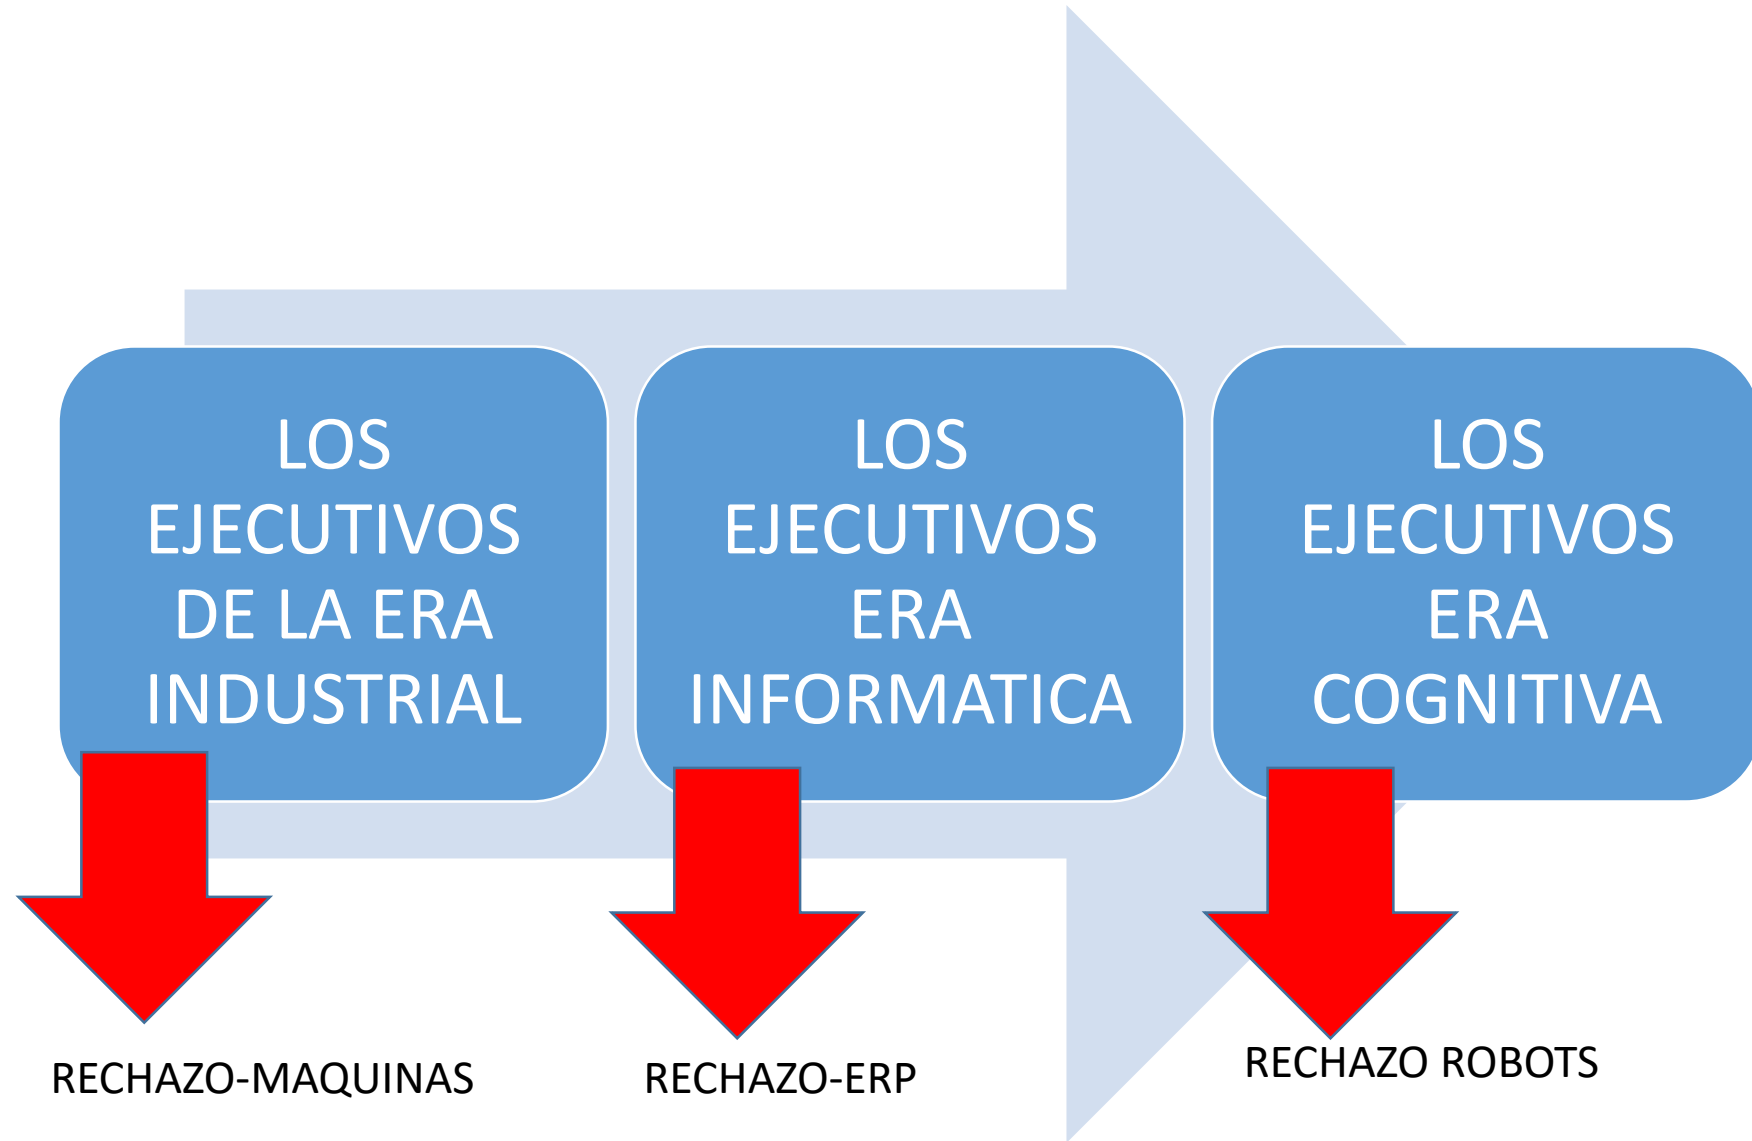 LOS
EJECUTIVOS
DE LA ERA
INDUSTRIAL
LOS
EJECUTIVOS
ERA
INFORMATICA
LOS
EJECUTIVOS
ERA
COGNITIVA
RECHAZO-MAQUINAS
RECHAZO-ERP
RECHAZO ROBOTS